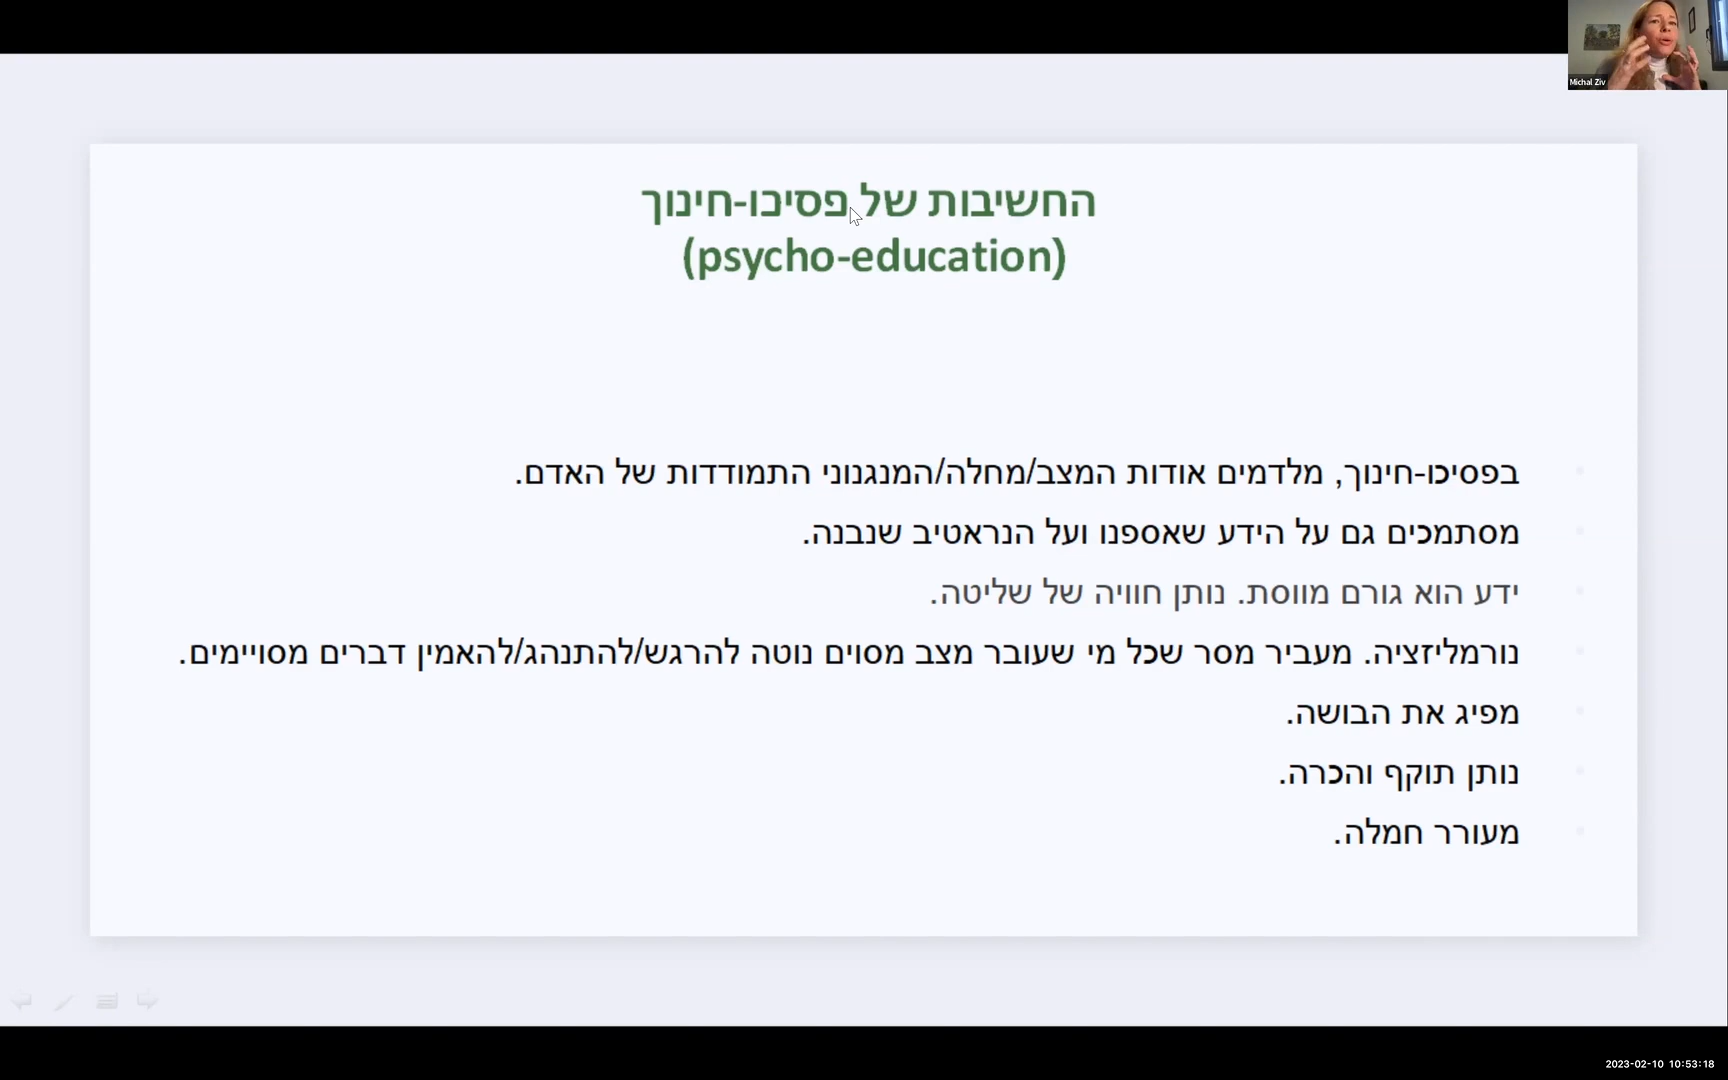 Michal Ziv
החשיבות של פסיכו-חינוך
(psycho-education)
בפסיכו-חינוך, מלדמים אודות המצב/מחלה/המנגנוני התמודדות של האדם.
מסתמכים גם על הידע שאספנו ועל הנראטיב שנבנה.
ידע הוא גורם מווסת. נותן חוויה של שליטה.
נורמליזציה. מעביר מסר שכל מי שעובר מצב מסוים נוטה להרגש/להתנהג/להאמין דברים מסויימים.
מפיג את הבושה.
נותן תוקף והכרה.
מעורר חמלה.
2023-02-10 10:53:18